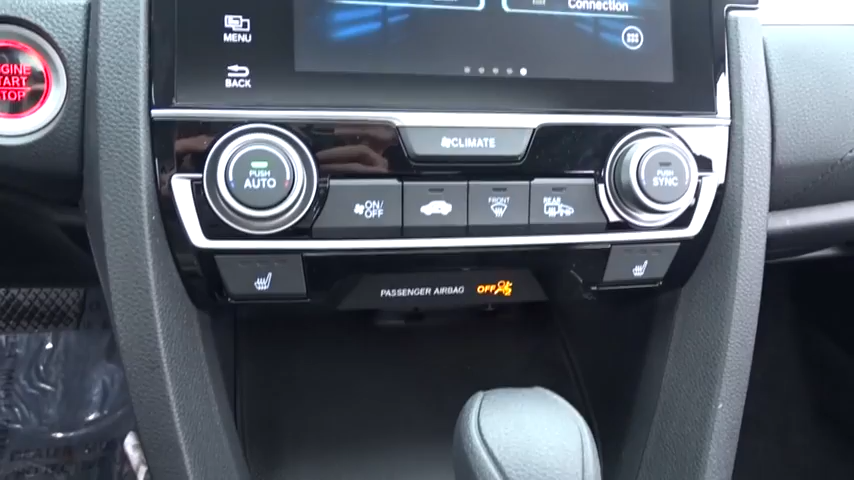 Connection
MENU
BACK
ENGINE
START
STOP
CLIMATE
PUSH
AUTO
ON/
OFF
FRONT
REAR
PUSH
SYNC
PASSENGER AIRBAG
OFF